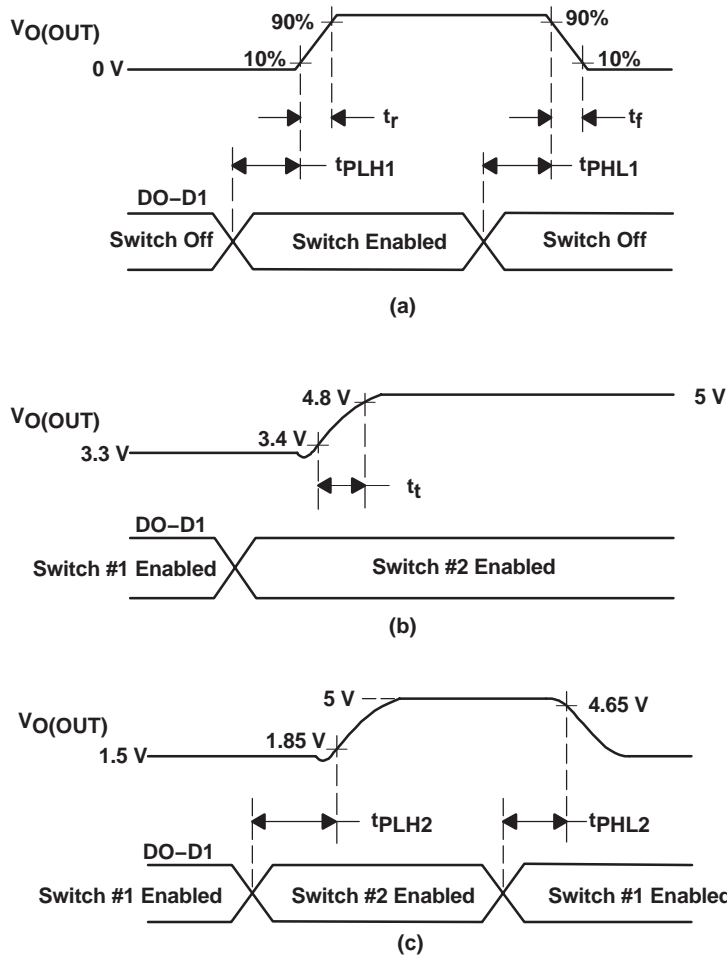 90%
90%
VO(OUT)
10%
10%
0 V
tr
tf
tPLH1
tPHL1
DO–D1
Switch Off
Switch Enabled
Switch Off
(a)
4.8 V
5 V
VO(OUT)
3.4 V
3.3 V
tt
DO–D1
Switch #1 Enabled
Switch #2 Enabled
(b)
5 V
4.65 V
VO(OUT)
1.85 V
1.5 V
tPLH2
tPHL2
DO–D1
Switch #1 Enabled
Switch #2 Enabled
Switch #1 Enabled
(c)